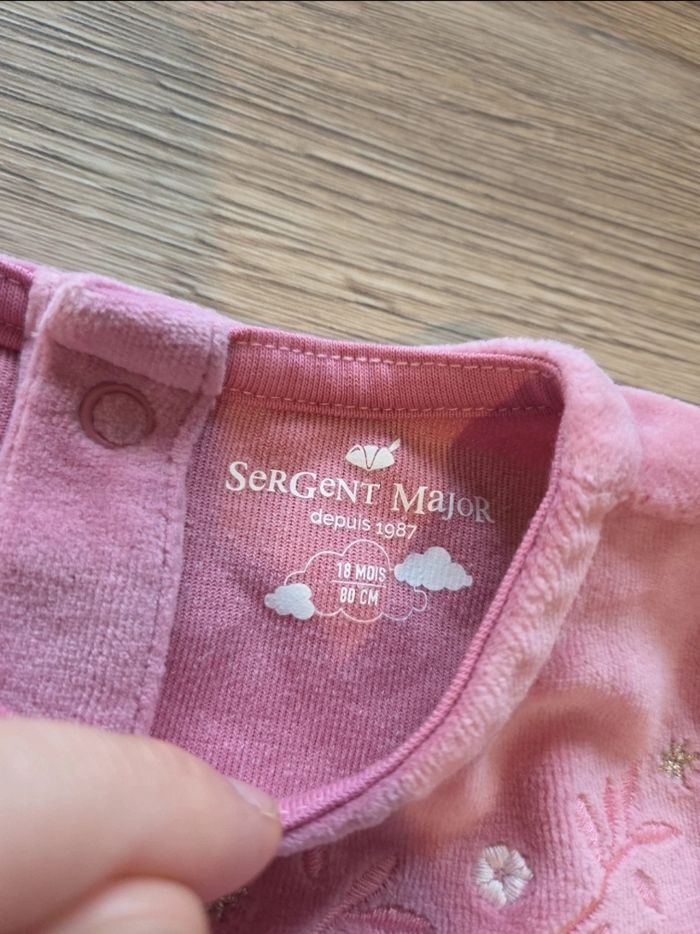 SeRGeNT MaJoR
depuis 1987
18 MOIS
80 CM